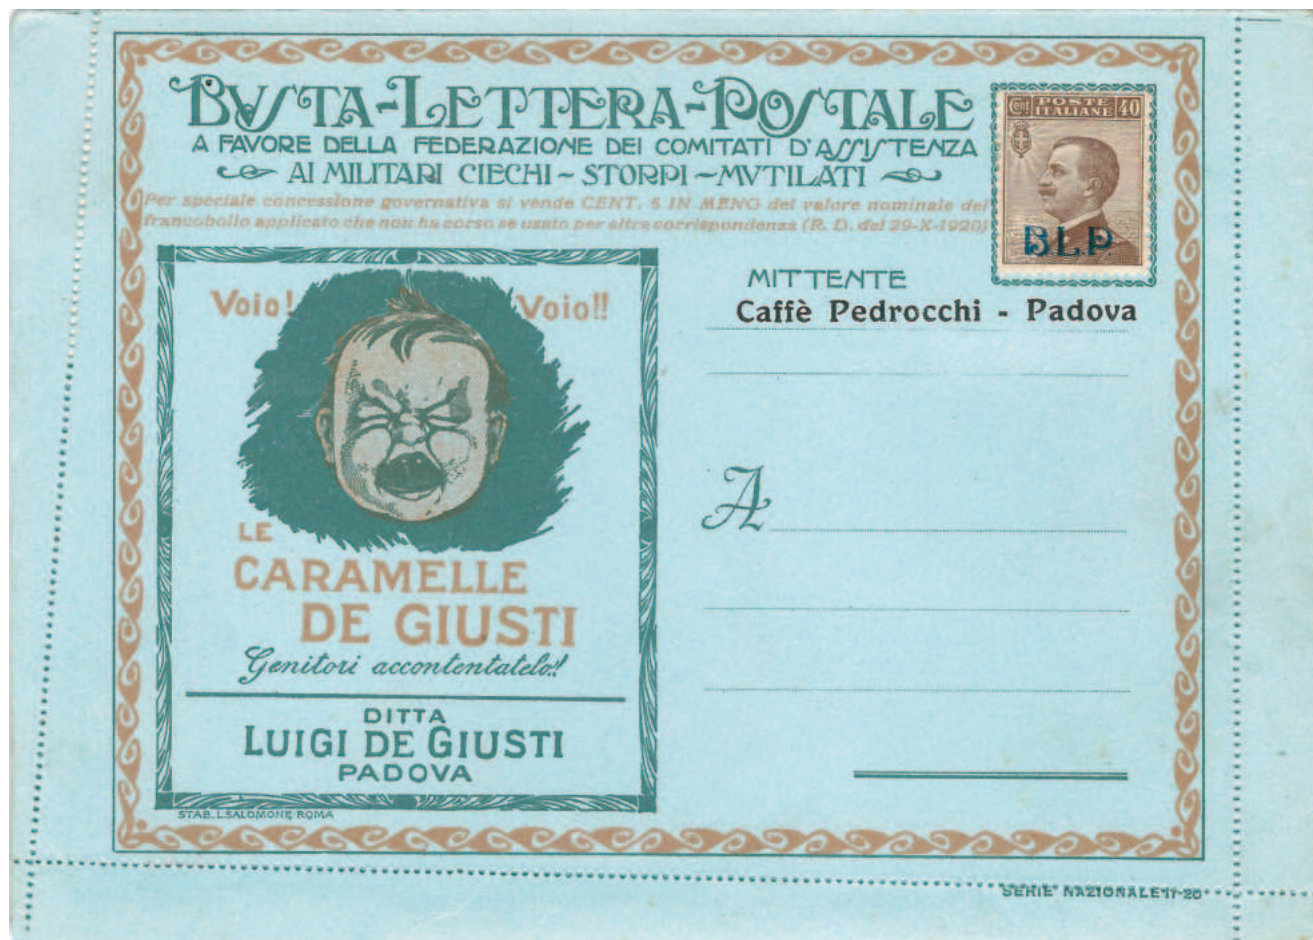 BUSTA-LETTERA-POSTALE
A FAVORE DELLA FEDERAZIONE DEI COMITATI D'ASSISTENZA
AI MILITARI CIECHI ~ STORPI ~ MVTILATI
Per speciale concessione governativa si vende CENT. 5 IN MENO del valore nominale del
francobollo applicato che non ha corso se usato per altra corrispondenza (R. D. del 29-X-1920)
Cent POSTE ITALIANE 40
B.L.P.
MITTENTE
Caffè Pedrocchi - Padova
Voio! Voio!!
LE
CARAMELLE
DE GIUSTI
Genitori accontentatelo!!
DITTA
LUIGI DE GIUSTI
PADOVA
A
STAB. L. SALOMONE ROMA
SERIE NAZIONALE 11-20